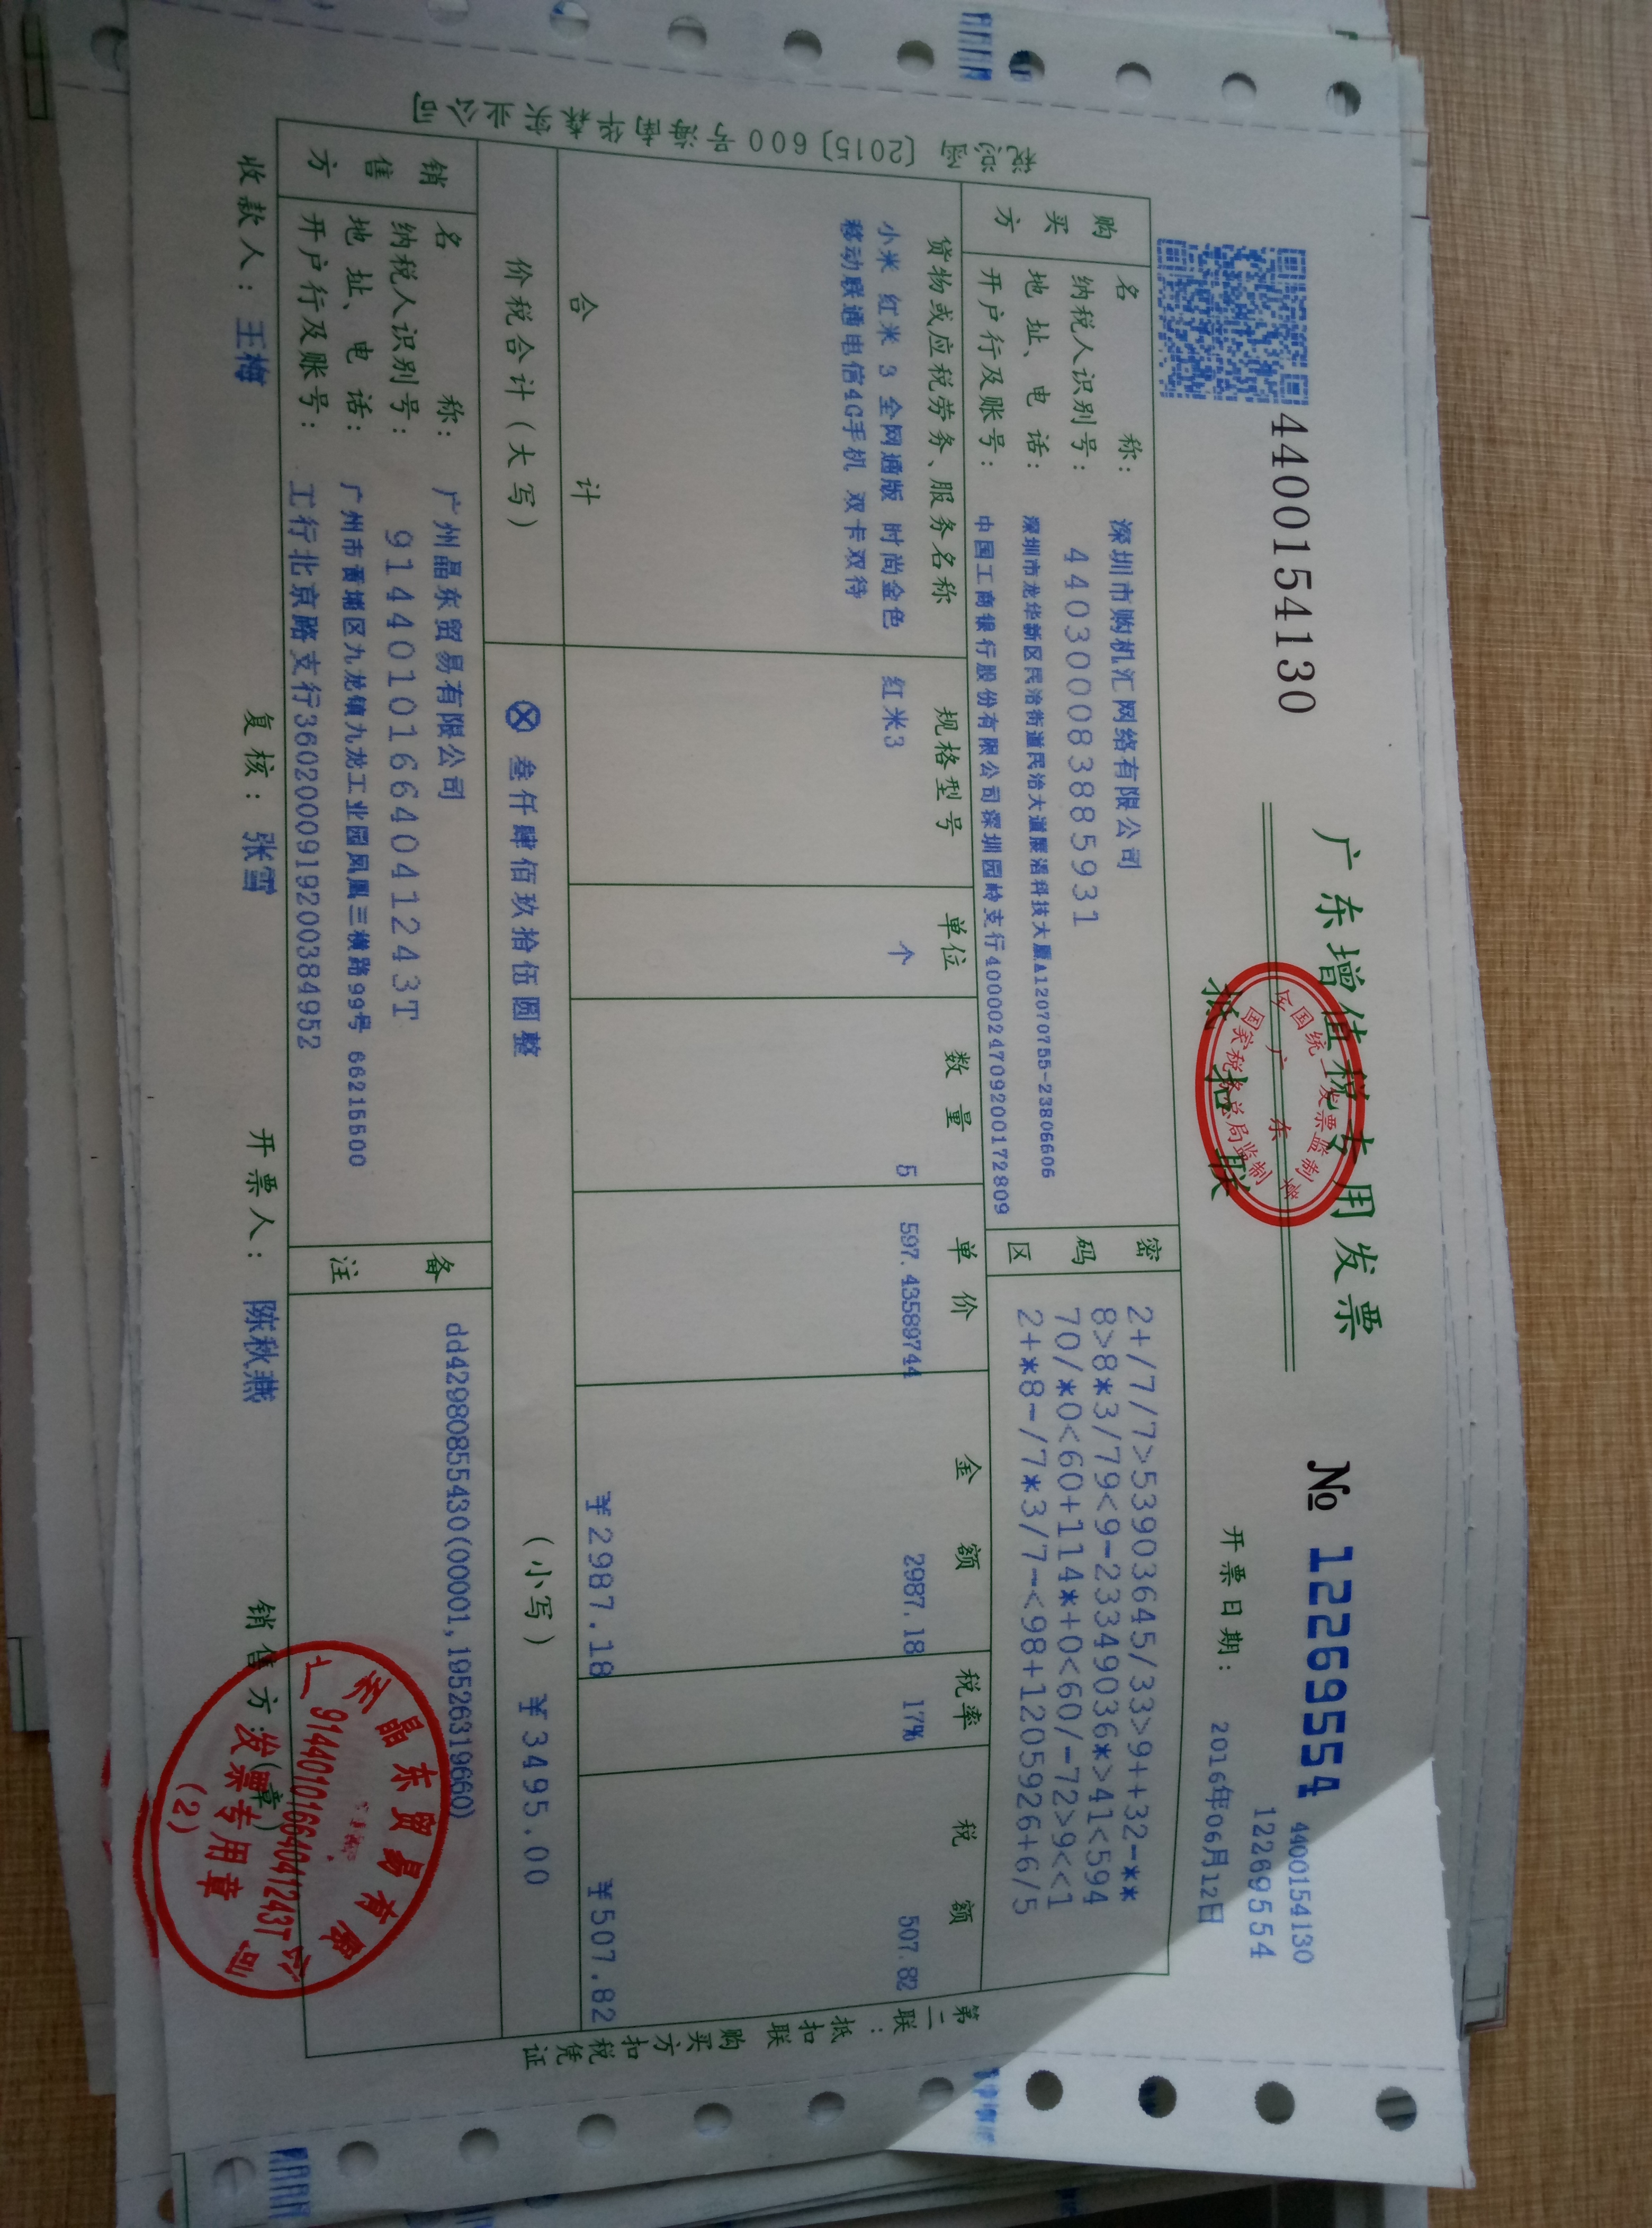 4400154130
广东增值税专用发票
№ 12269554
4400154130
12269554
抵扣联
开票日期: 2016年06月12日
全国统一发票监制章
广东
国家税务总局监制
购买方
名称: 深圳市购机汇网络有限公司
纳税人识别号: 440300083885931
地址、电话: 深圳市龙华新区民治街道民治大道展滔科技大厦A12070755-23806606
开户行及账号: 中国工商银行股份有限公司深圳园岭支行4000024709200172809
密码区
2+/7/7>53903645/33>9++32-**
8>8*3/79<9-23349036*>41<594
70/*0<60+114*+0<60/-72>9<<1
2+*8-/7*3/7-<98+1205926+6/5
货物或应税劳务、服务名称 规格型号 单位 数量 单价 金额 税率 税额
小米 红米 3 全网通版 时尚金色 红米3 个 5 597.43589744 2987.18 17% 507.82
移动联通电信4G手机 双卡双待
合计 ¥2987.18 ¥507.82
价税合计(大写) ⊗ 叁仟肆佰玖拾伍圆整 (小写) ¥3495.00
销售方
名称: 广州晶东贸易有限公司
纳税人识别号: 91440101664041243T
地址、电话: 广州市黄埔区九龙镇九龙工业园凤凰三横路99号 66215500
开户行及账号: 工行北京路支行3602000919200384952
备注
dd42980855430(00001,19526319660)
收款人: 王梅 复核: 张雪 开票人: 陈秋燕 销售方:(章)
广州晶东贸易有限公司
91440101664041243T
发票专用章
(2)
第二联:抵扣联 购买方扣税凭证
[2015] 600号海南华森实业公司